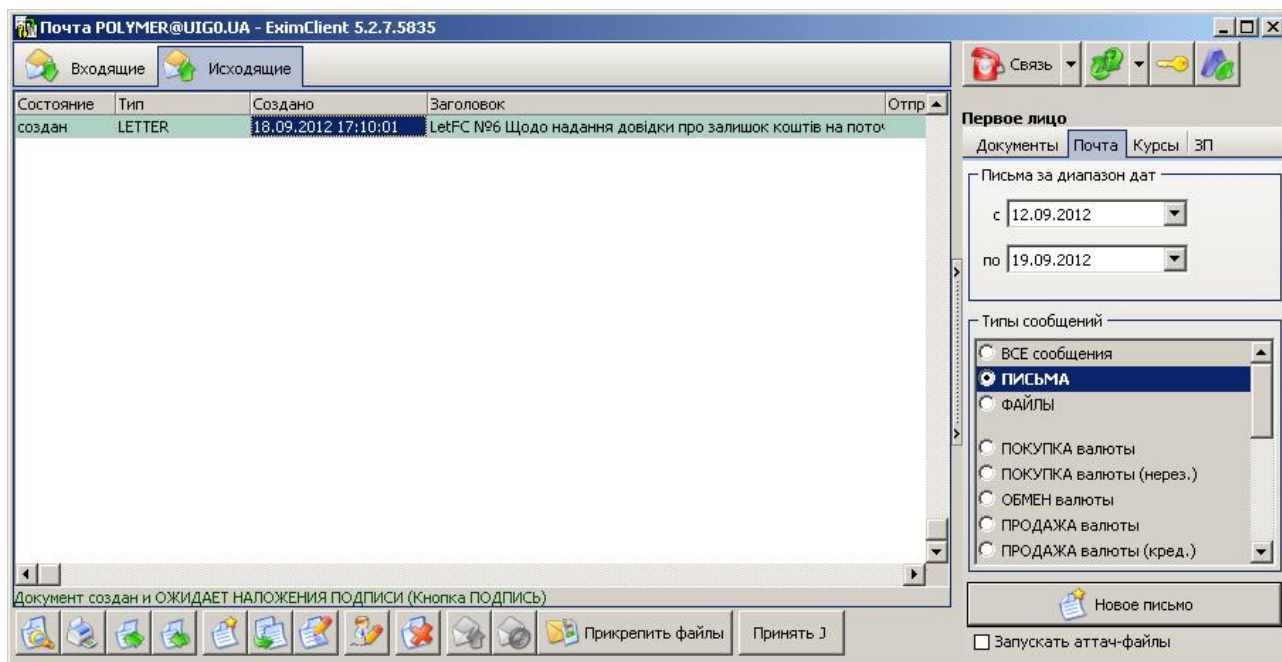 Почта POLYMER@UIG0.UA - EximClient 5.2.7.5835
Входящие Исходящие
Состояние Тип Создано Заголовок Отпр
создан LETTER 18.09.2012 17:10:01 LetFC №6 Щодо надання довідки про залишок коштів на поточ
Документ создан и ОЖИДАЕТ НАЛОЖЕНИЯ ПОДПИСИ (Кнопка ПОДПИСЬ)
Прикрепить файлы Принять J
Связь
Первое лицо
Документы Почта Курсы ЗП
Письма за диапазон дат
с 12.09.2012
по 19.09.2012
Типы сообщений
ВСЕ сообщения
ПИСЬМА
ФАЙЛЫ
ПОКУПКА валюты
ПОКУПКА валюты (нерез.)
ОБМЕН валюты
ПРОДАЖА валюты
ПРОДАЖА валюты (кред.)
Новое письмо
Запускать аттач-файлы